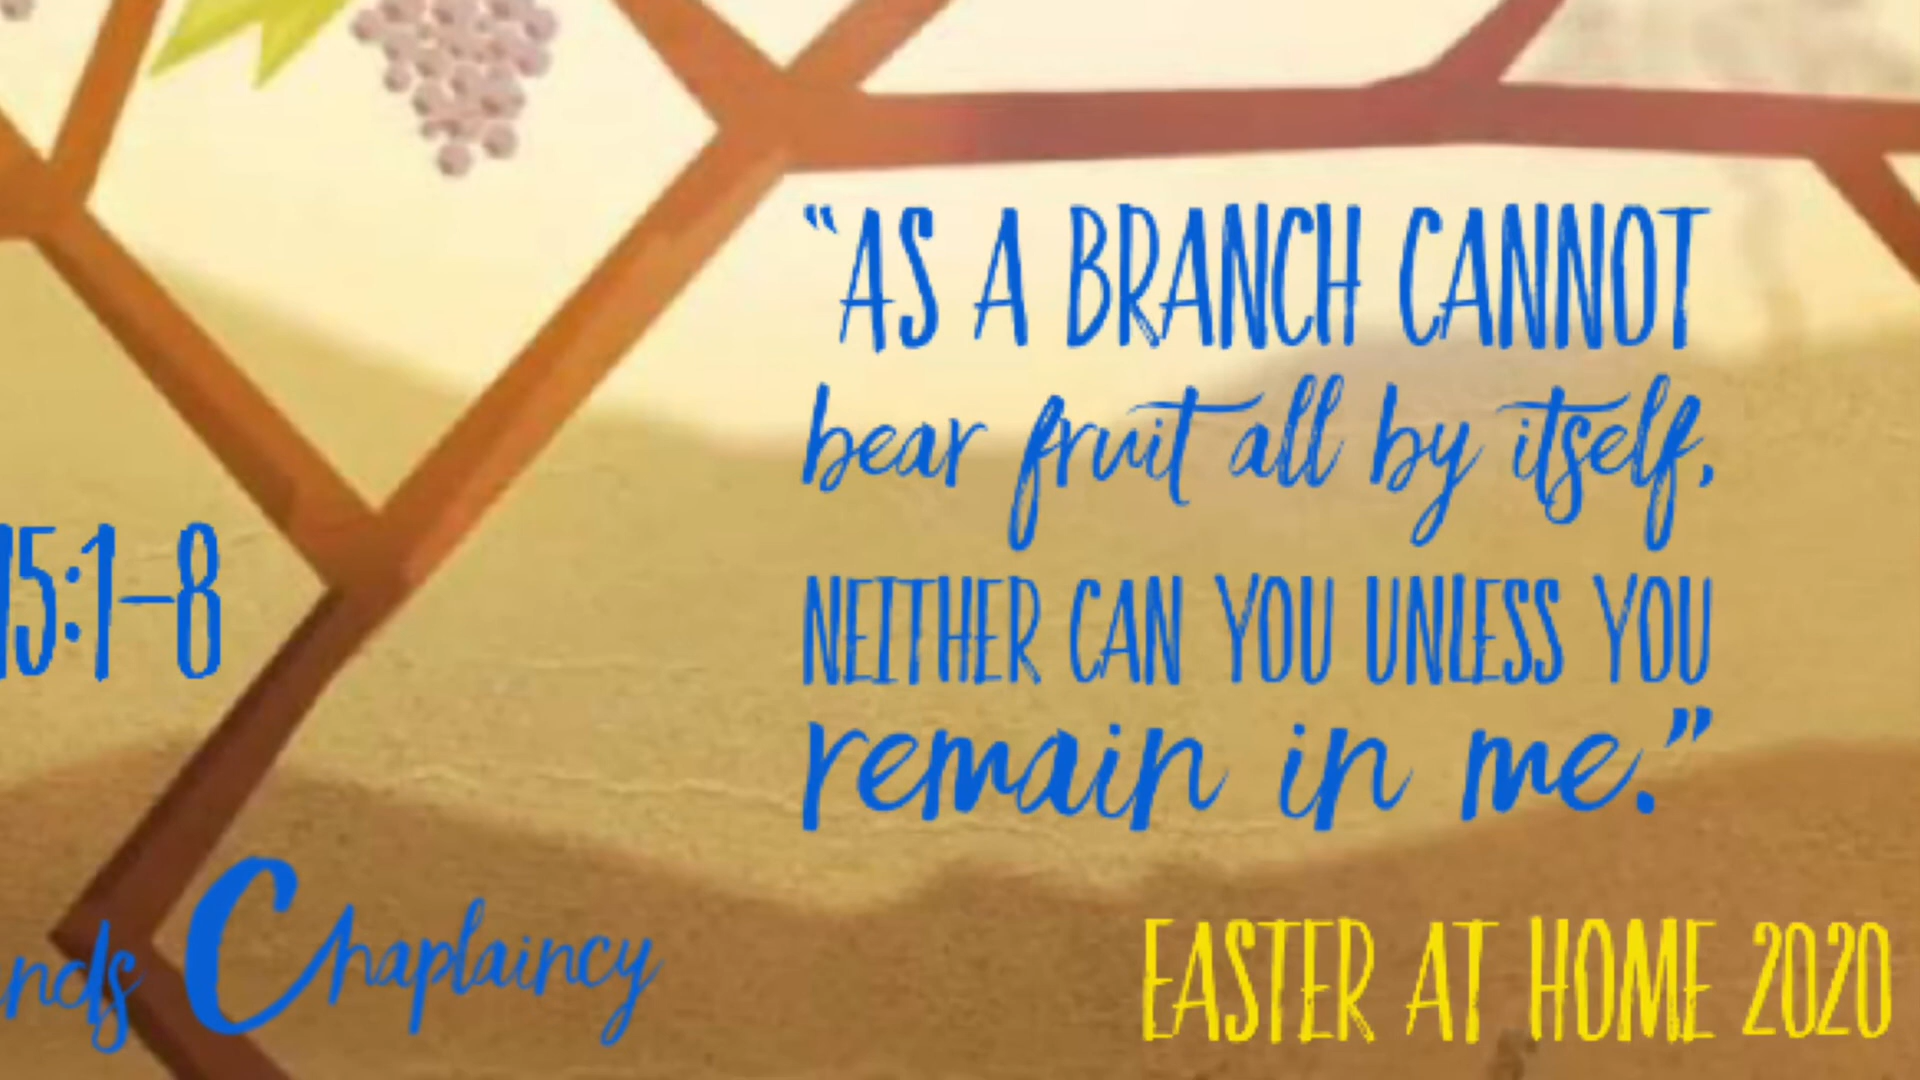 “AS A BRANCH CANNOT
bear fruit all by itself,
NEITHER CAN YOU UNLESS YOU
remain in me.”
15:1–8
Chaplaincy
EASTER AT HOME 2020